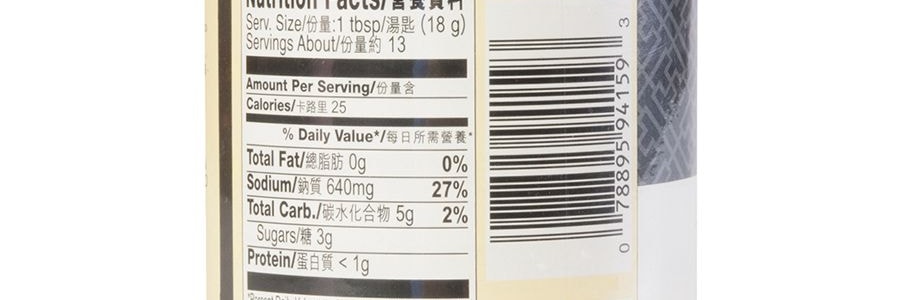 Nutrition Facts/營養資料
Serv. Size/份量:1 tbsp/湯匙 (18 g)
Servings About/份量約 13
Amount Per Serving/份量含
Calories/卡路里 25
% Daily Value*/每日所需營養*
Total Fat/總脂肪 0g 0%
Sodium/鈉質 640mg 27%
Total Carb./碳水化合物 5g 2%
Sugars/糖 3g
Protein/蛋白質 < 1g
0 78895 94159 3